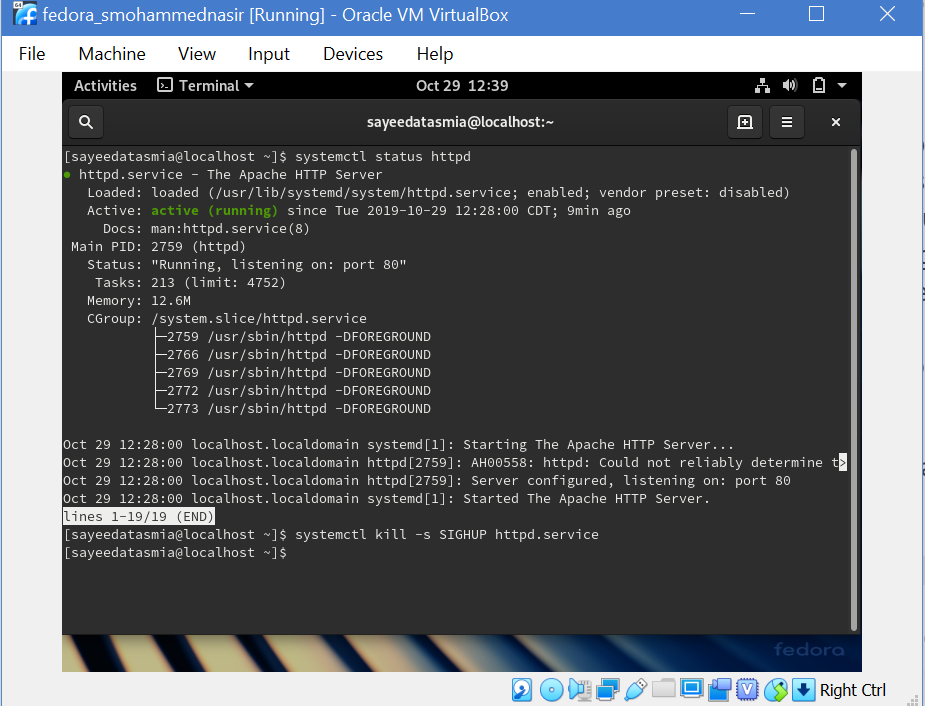 fedora_smohammednasir [Running] - Oracle VM VirtualBox
File Machine View Input Devices Help
Activities Terminal Oct 29 12:39
sayeedatasmia@localhost:~
[sayeedatasmia@localhost ~]$ systemctl status httpd
● httpd.service - The Apache HTTP Server
   Loaded: loaded (/usr/lib/systemd/system/httpd.service; enabled; vendor preset: disabled)
   Active: active (running) since Tue 2019-10-29 12:28:00 CDT; 9min ago
     Docs: man:httpd.service(8)
 Main PID: 2759 (httpd)
   Status: "Running, listening on: port 80"
    Tasks: 213 (limit: 4752)
   Memory: 12.6M
   CGroup: /system.slice/httpd.service
           ├─2759 /usr/sbin/httpd -DFOREGROUND
           ├─2766 /usr/sbin/httpd -DFOREGROUND
           ├─2769 /usr/sbin/httpd -DFOREGROUND
           ├─2772 /usr/sbin/httpd -DFOREGROUND
           └─2773 /usr/sbin/httpd -DFOREGROUND
Oct 29 12:28:00 localhost.localdomain systemd[1]: Starting The Apache HTTP Server...
Oct 29 12:28:00 localhost.localdomain httpd[2759]: AH00558: httpd: Could not reliably determine t>
Oct 29 12:28:00 localhost.localdomain httpd[2759]: Server configured, listening on: port 80
Oct 29 12:28:00 localhost.localdomain systemd[1]: Started The Apache HTTP Server.
lines 1-19/19 (END)
[sayeedatasmia@localhost ~]$ systemctl kill -s SIGHUP httpd.service
[sayeedatasmia@localhost ~]$
fedora
Right Ctrl